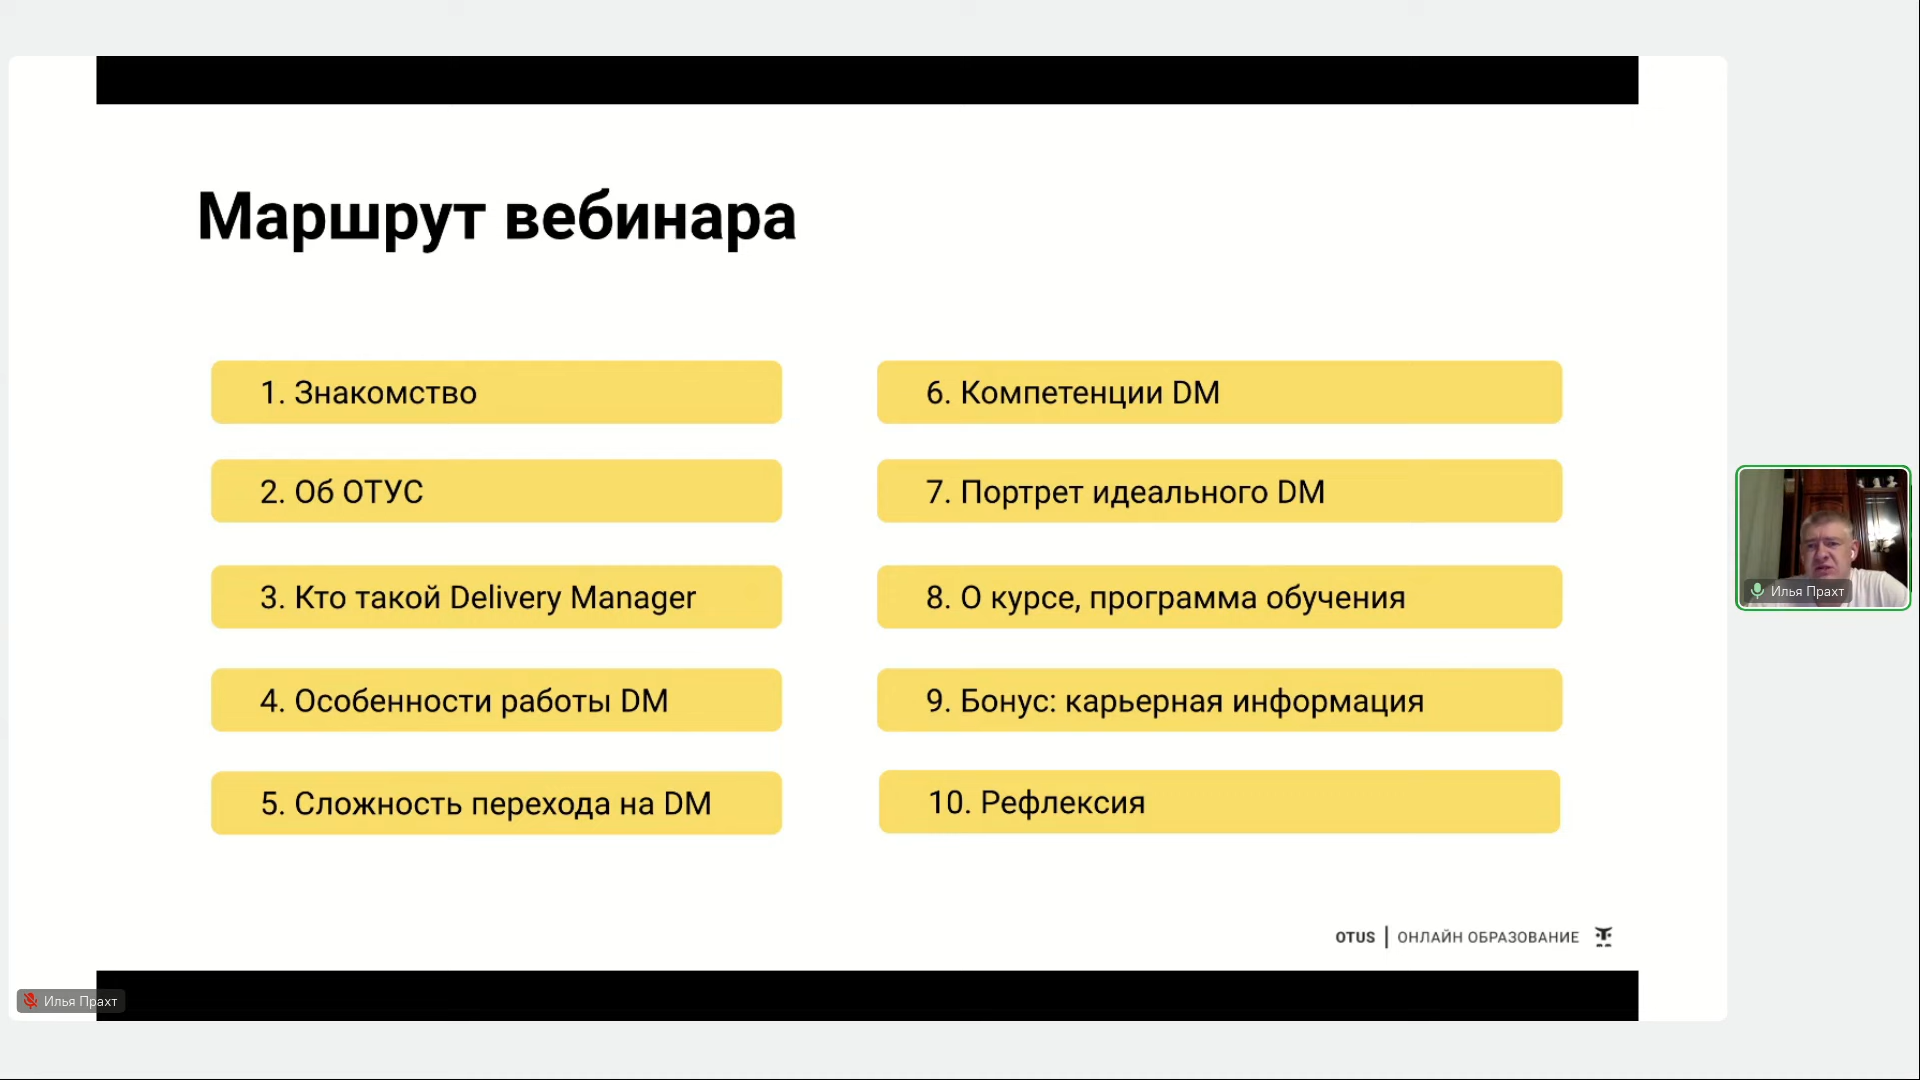 Маршрут вебинара
1. Знакомство
2. Об ОТУС
3. Кто такой Delivery Manager
4. Особенности работы DM
5. Сложность перехода на DM
6. Компетенции DM
7. Портрет идеального DM
8. О курсе, программа обучения
9. Бонус: карьерная информация
10. Рефлексия
OTUS | ОНЛАЙН ОБРАЗОВАНИЕ
Илья Прахт
Илья Прахт